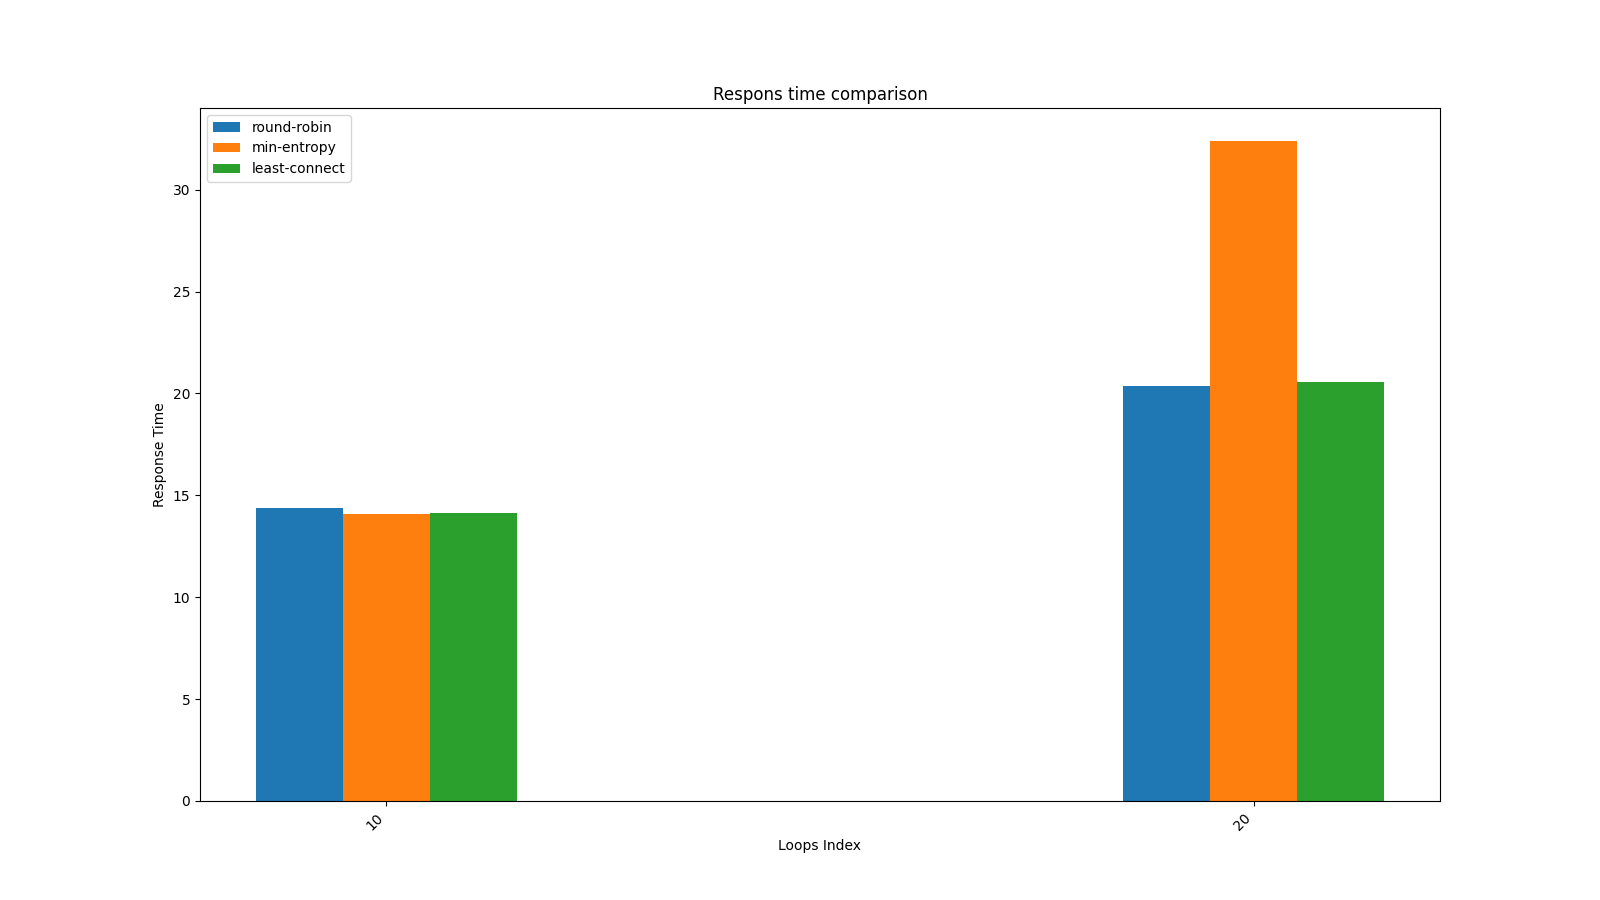 Respons time comparison
round-robin
min-entropy
least-connect
30
25
20
15
10
5
0
Response Time
10
20
Loops Index